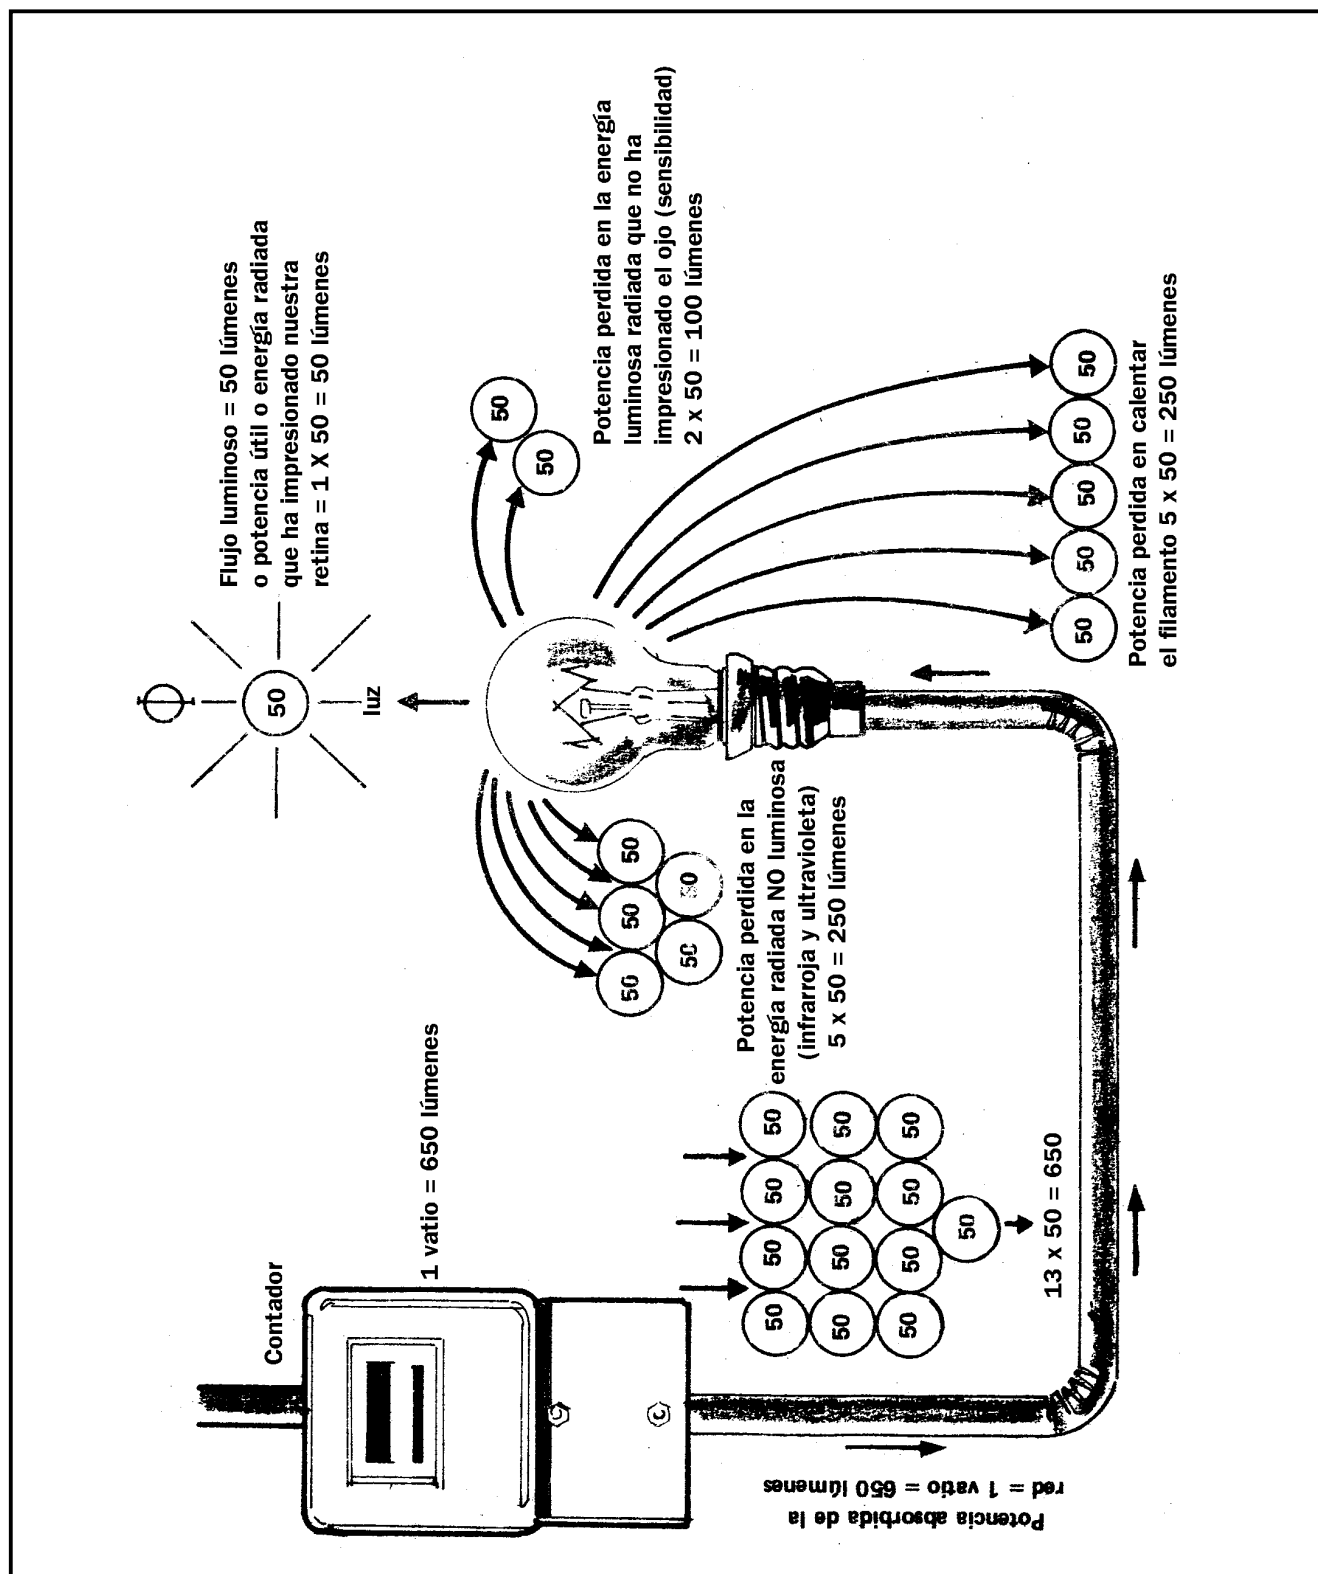 Contador
1 vatio = 650 lúmenes
Potencia absorbida de la
red = 1 vatio = 650 lúmenes
50 50 50 50
50 50 50 50
50 50 50 50
50
13 x 50 = 650
50 50 50
50 50
Potencia perdida en la
energía radiada NO luminosa
(infrarroja y ultravioleta)
5 x 50 = 250 lúmenes
Φ
50
luz
Flujo luminoso = 50 lúmenes
o potencia útil o energía radiada
que ha impresionado nuestra
retina = 1 X 50 = 50 lúmenes
50
50
Potencia perdida en la energía
luminosa radiada que no ha
impresionado el ojo (sensibilidad)
2 x 50 = 100 lúmenes
50 50 50 50 50
Potencia perdida en calentar
el filamento 5 x 50 = 250 lúmenes